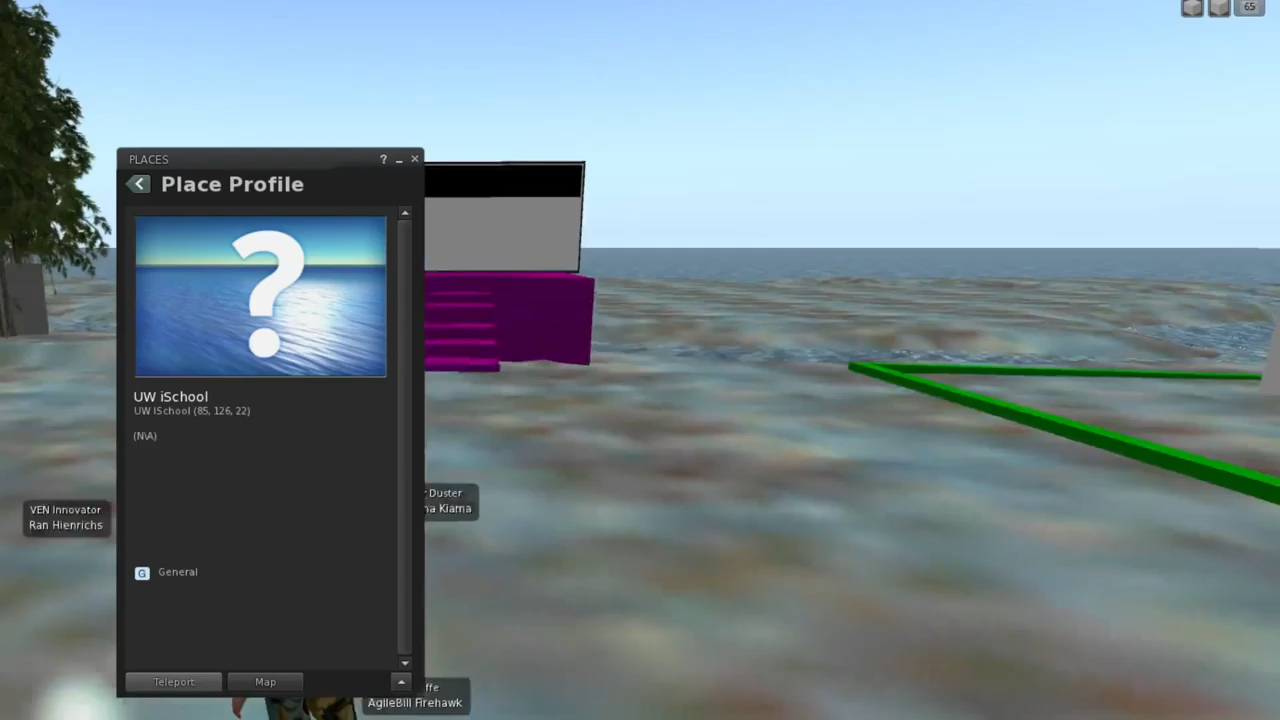 65
PLACES
?
Place Profile
?
UW iSchool
UW ISchool (85, 126, 22)
(N\A)
Duster
Kiama
VEN Innovator
Ran Hienrichs
G General
Teleport Map
AgileBill Firehawk